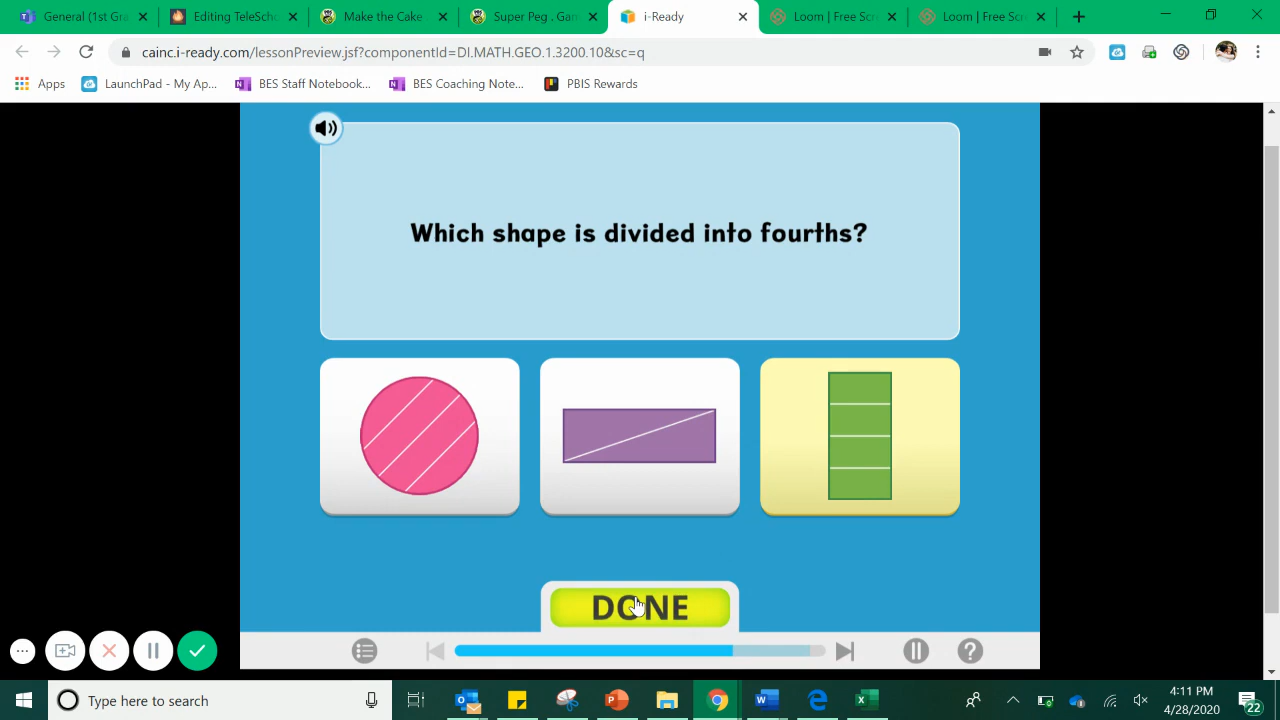 General (1st Gra
Editing TeleScho
Make the Cake
Super Peg . Gam
i-Ready
Loom | Free Scre
Loom | Free Scre
cainc.i-ready.com/lessonPreview.jsf?componentId=DI.MATH.GEO.1.3200.10&sc=q
Apps
LaunchPad - My Ap...
BES Staff Notebook...
BES Coaching Note...
PBIS Rewards
Which shape is divided into fourths?
DONE
Type here to search
4:11 PM
4/28/2020
22